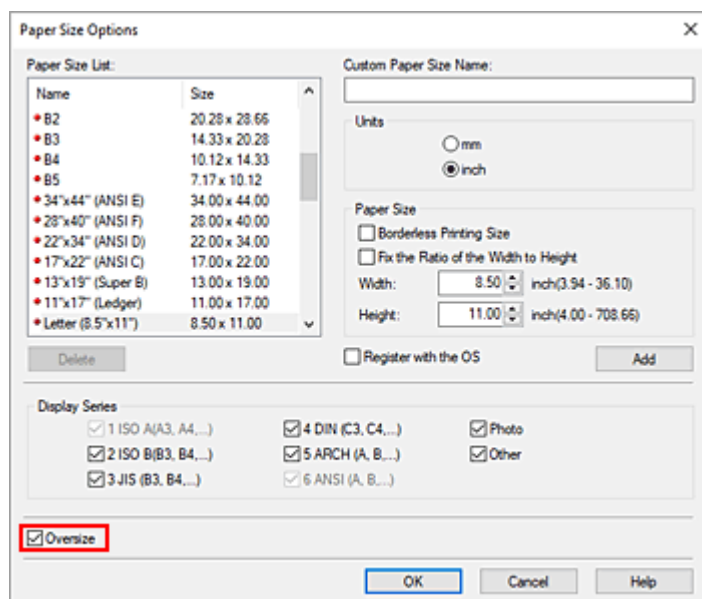 Paper Size Options
Paper Size List:
Name Size
B2 20.28 x 28.66
B3 14.33 x 20.28
B4 10.12 x 14.33
B5 7.17 x 10.12
34"x44" (ANSI E) 34.00 x 44.00
28"x40" (ANSI F) 28.00 x 40.00
22"x34" (ANSI D) 22.00 x 34.00
17"x22" (ANSI C) 17.00 x 22.00
13"x19" (Super B) 13.00 x 19.00
11"x17" (Ledger) 11.00 x 17.00
Letter (8.5"x11") 8.50 x 11.00
Delete
Custom Paper Size Name:
Units
mm
inch
Paper Size
Borderless Printing Size
Fix the Ratio of the Width to Height
Width: 8.50 inch(3.94 - 36.10)
Height: 11.00 inch(4.00 - 708.66)
Register with the OS Add
Display Series
1 ISO A(A3, A4,...) 4 DIN (C3, C4,...) Photo
2 ISO B(B3, B4,...) 5 ARCH (A, B,...) Other
3 JIS (B3, B4,...) 6 ANSI (A, B,...)
Oversize
OK Cancel Help